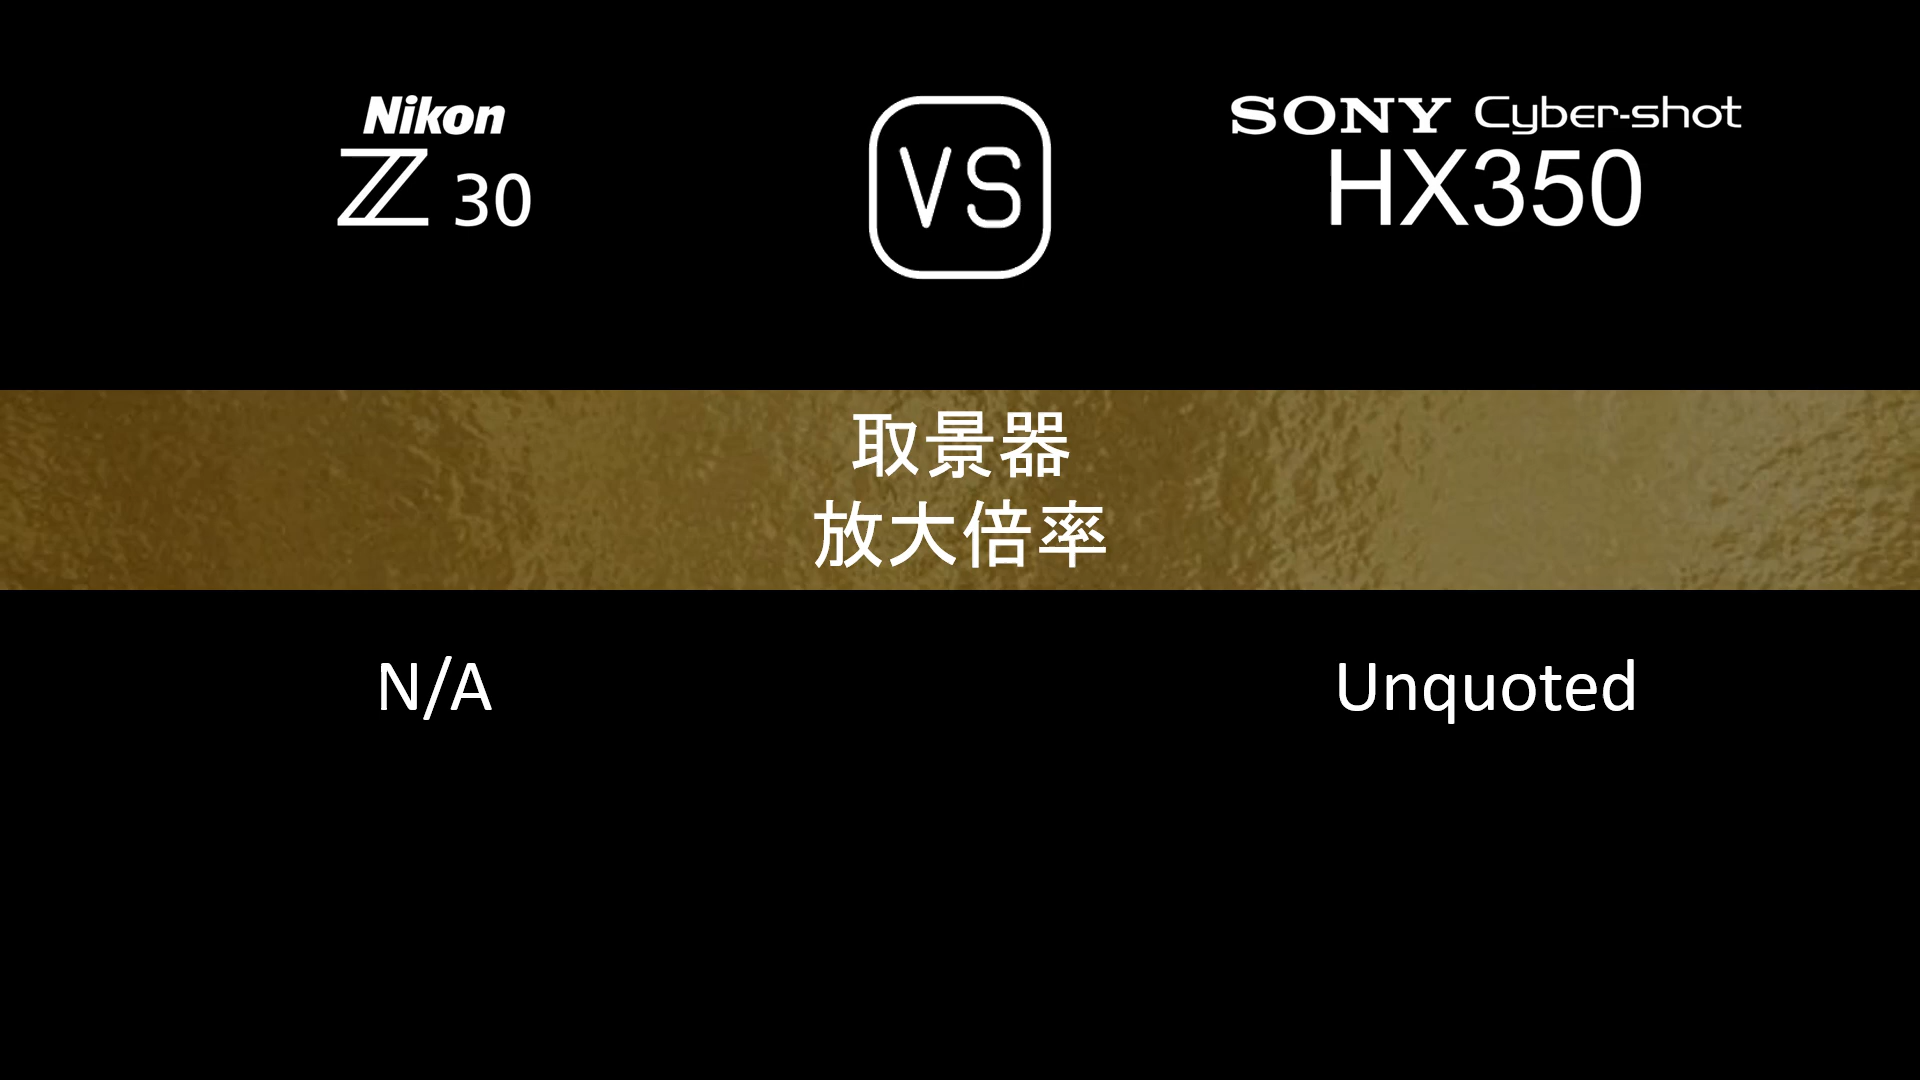 Nikon
Z 30
VS
SONY Cyber-shot
HX350
取景器
放大倍率
N/A
Unquoted